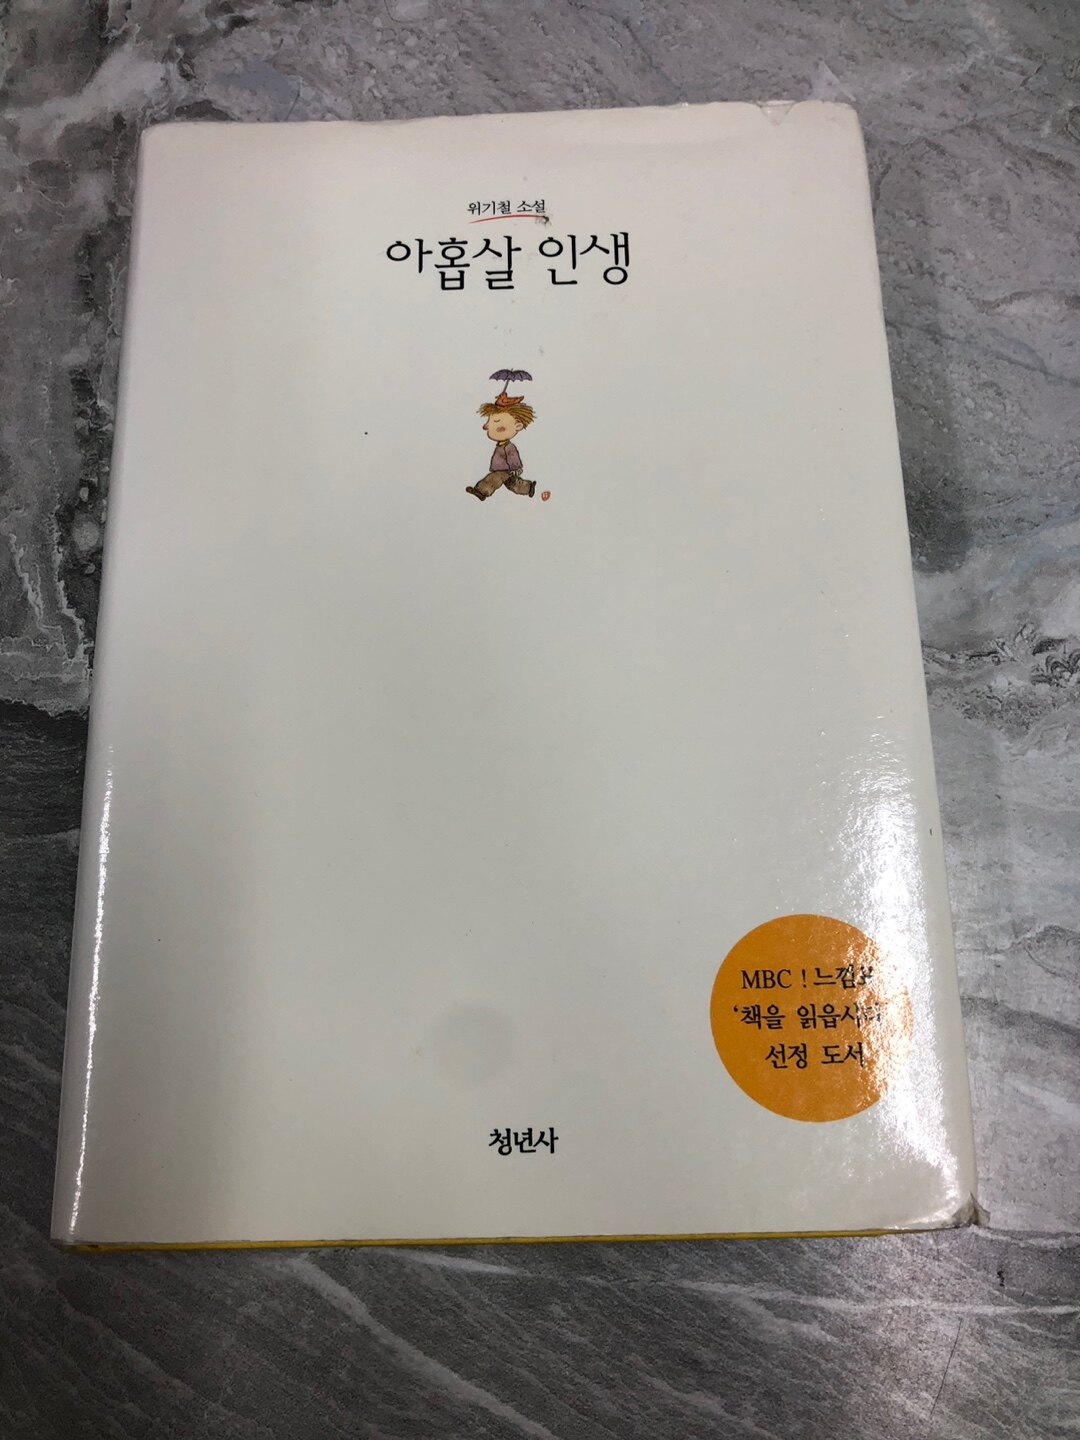 위기철 소설
아홉살 인생
MBC ! 느낌표
'책을 읽읍시다'
선정 도서
청년사